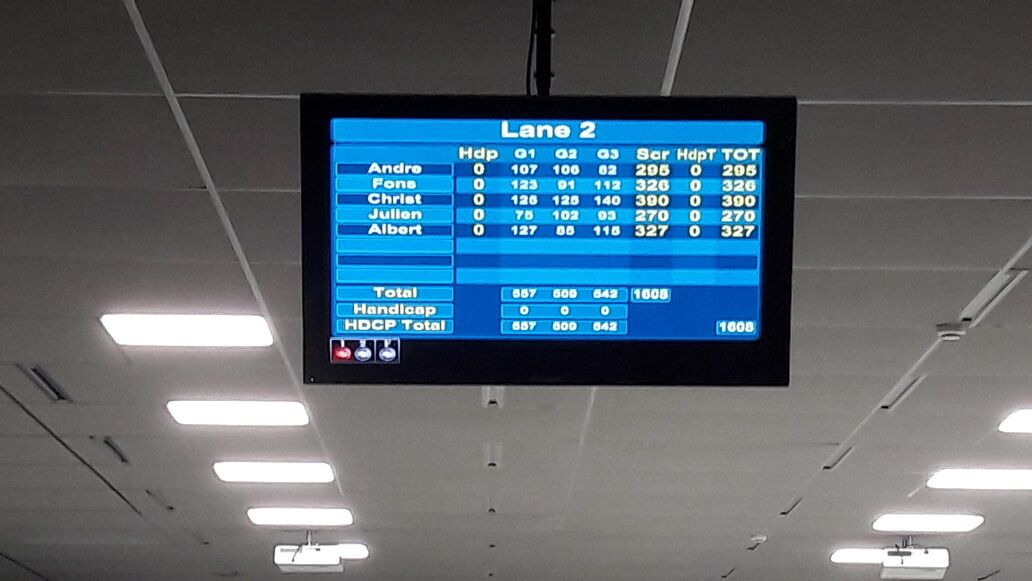 Lane 2
Hdp G1 G2 G3 Scr HdpT TOT
Andre 0 107 106 82 295 0 295
Fons 0 123 91 112 326 0 326
Christ 0 125 125 140 390 0 390
Julien 0 75 102 93 270 0 270
Albert 0 127 85 115 327 0 327
Total 557 509 542 1608
Handicap 0 0 0
HDCP Total 557 509 542 1608